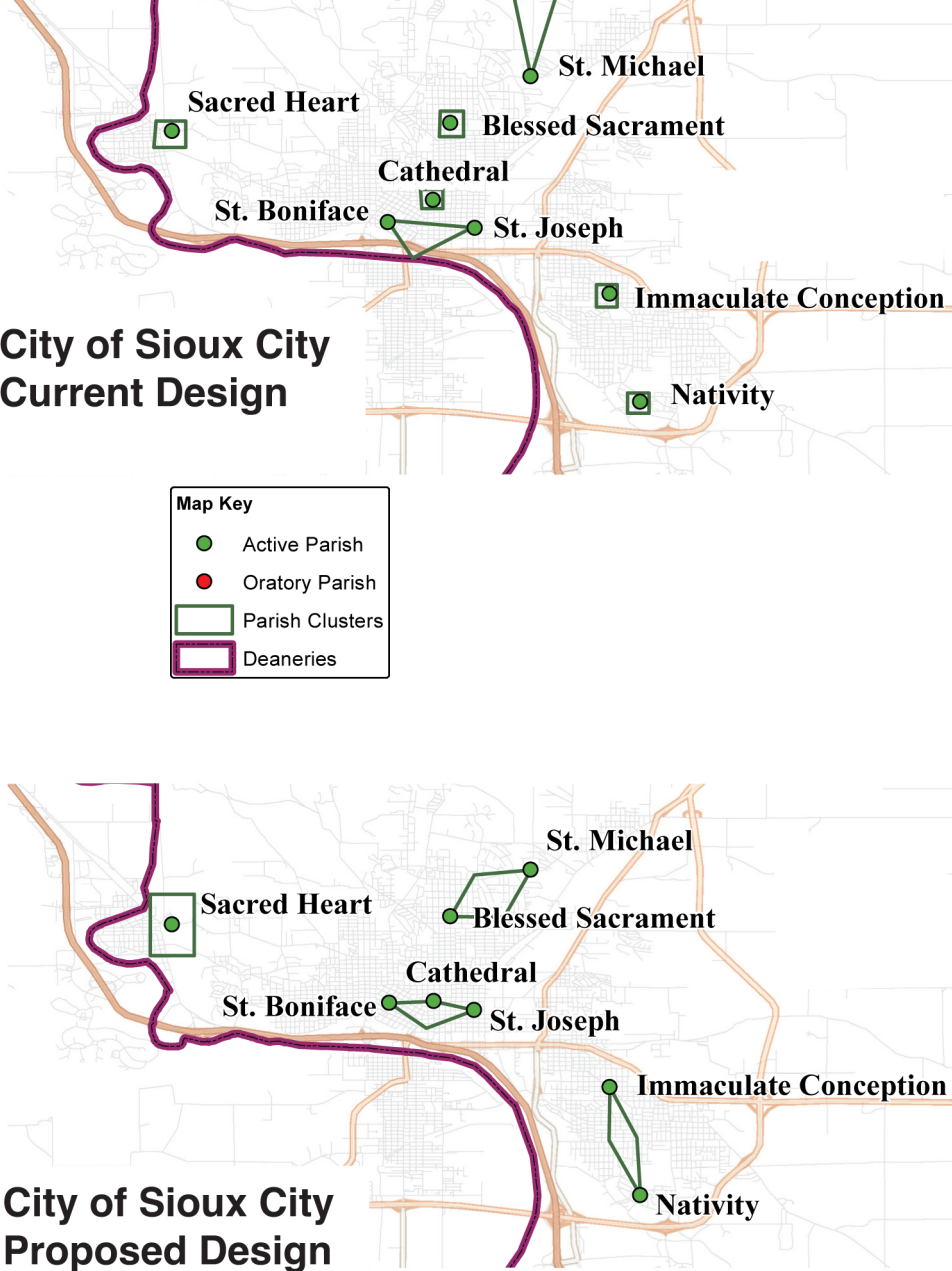 St. Michael
Sacred Heart
Blessed Sacrament
Cathedral
St. Boniface
St. Joseph
Immaculate Conception
City of Sioux City
Current Design
Nativity
Map Key
Active Parish
Oratory Parish
Parish Clusters
Deaneries
St. Michael
Sacred Heart
Blessed Sacrament
Cathedral
St. Boniface
St. Joseph
Immaculate Conception
Nativity
City of Sioux City
Proposed Design